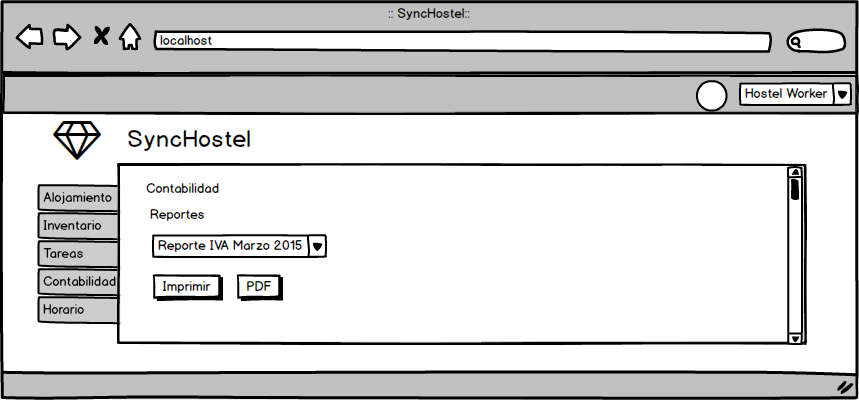 :: SyncHostel::
localhost
Hostel Worker
SyncHostel
Alojamiento
Inventario
Tareas
Contabilidad
Horario
Contabilidad
Reportes
Reporte IVA Marzo 2015
Imprimir PDF